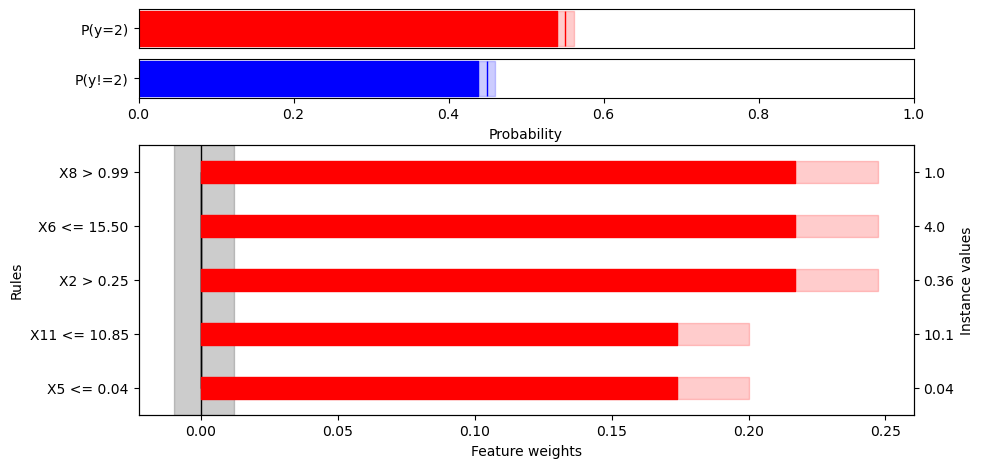 P(y=2)
P(y!=2)
0.0 0.2 0.4 0.6 0.8 1.0
Probability
X8 > 0.99 1.0
X6 <= 15.50 4.0
X2 > 0.25 0.36
X11 <= 10.85 10.1
X5 <= 0.04 0.04
Rules
Instance values
0.00 0.05 0.10 0.15 0.20 0.25
Feature weights